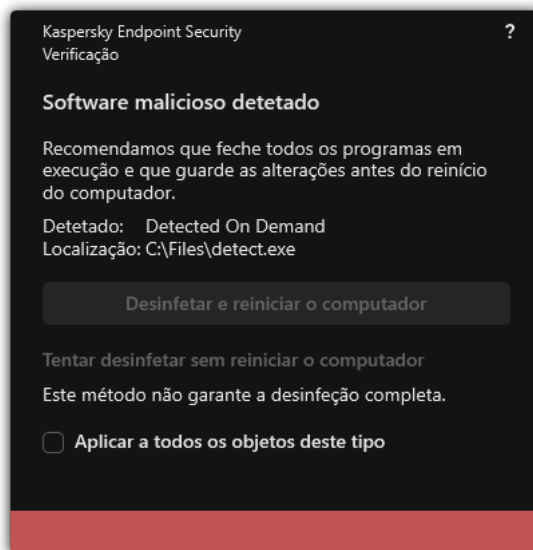 Kaspersky Endpoint Security
?
Verificação
Software malicioso detetado
Recomendamos que feche todos os programas em
execução e que guarde as alterações antes do reinício
do computador.
Detetado: Detected On Demand
Localização: C:\Files\detect.exe
Desinfetar e reiniciar o computador
Tentar desinfetar sem reiniciar o computador
Este método não garante a desinfeção completa.
Aplicar a todos os objetos deste tipo